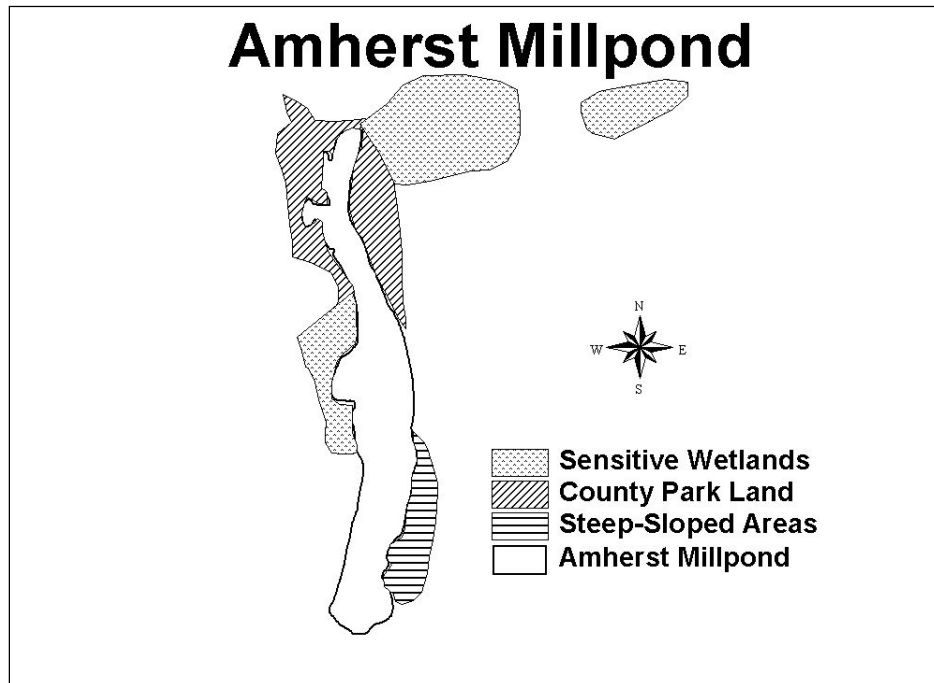 Amherst Millpond
N
W E
S
Sensitive Wetlands
County Park Land
Steep-Sloped Areas
Amherst Millpond